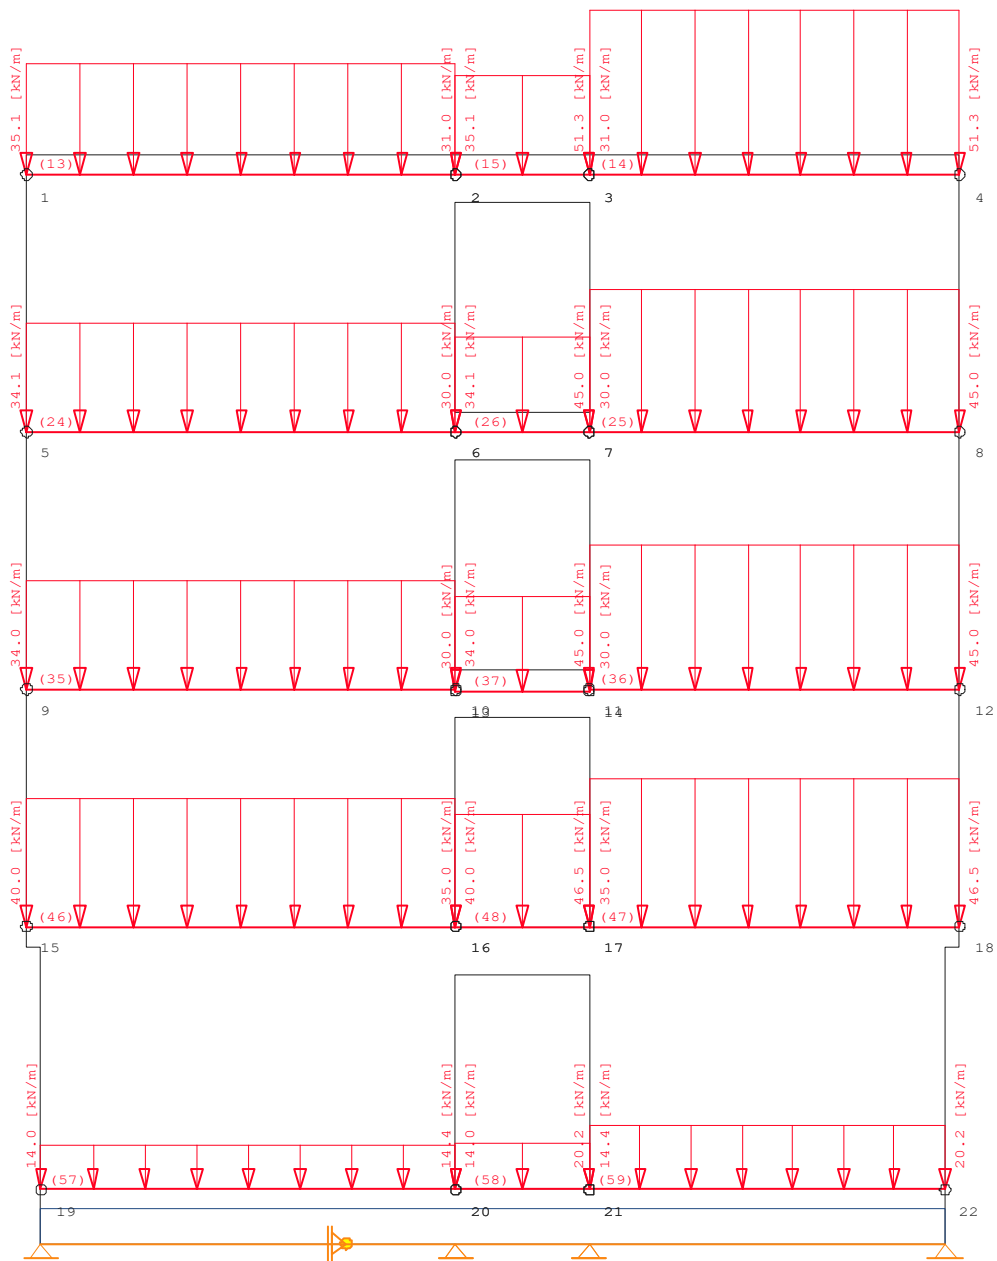 35.1 [kN/m]
31.0 [kN/m]
35.1 [kN/m]
51.3 [kN/m]
31.0 [kN/m]
51.3 [kN/m]
(13)
(15)
(14)
1
2
3
4
34.1 [kN/m]
30.0 [kN/m]
34.1 [kN/m]
45.0 [kN/m]
30.0 [kN/m]
45.0 [kN/m]
(24)
(26)
(25)
5
6
7
8
34.0 [kN/m]
30.0 [kN/m]
34.0 [kN/m]
45.0 [kN/m]
30.0 [kN/m]
45.0 [kN/m]
(35)
(37)
(36)
9
10
13
11
14
12
40.0 [kN/m]
35.0 [kN/m]
40.0 [kN/m]
46.5 [kN/m]
35.0 [kN/m]
46.5 [kN/m]
(46)
(48)
(47)
15
16
17
18
14.0 [kN/m]
14.4 [kN/m]
14.0 [kN/m]
20.2 [kN/m]
14.4 [kN/m]
20.2 [kN/m]
(57)
(58)
(59)
19
20
21
22